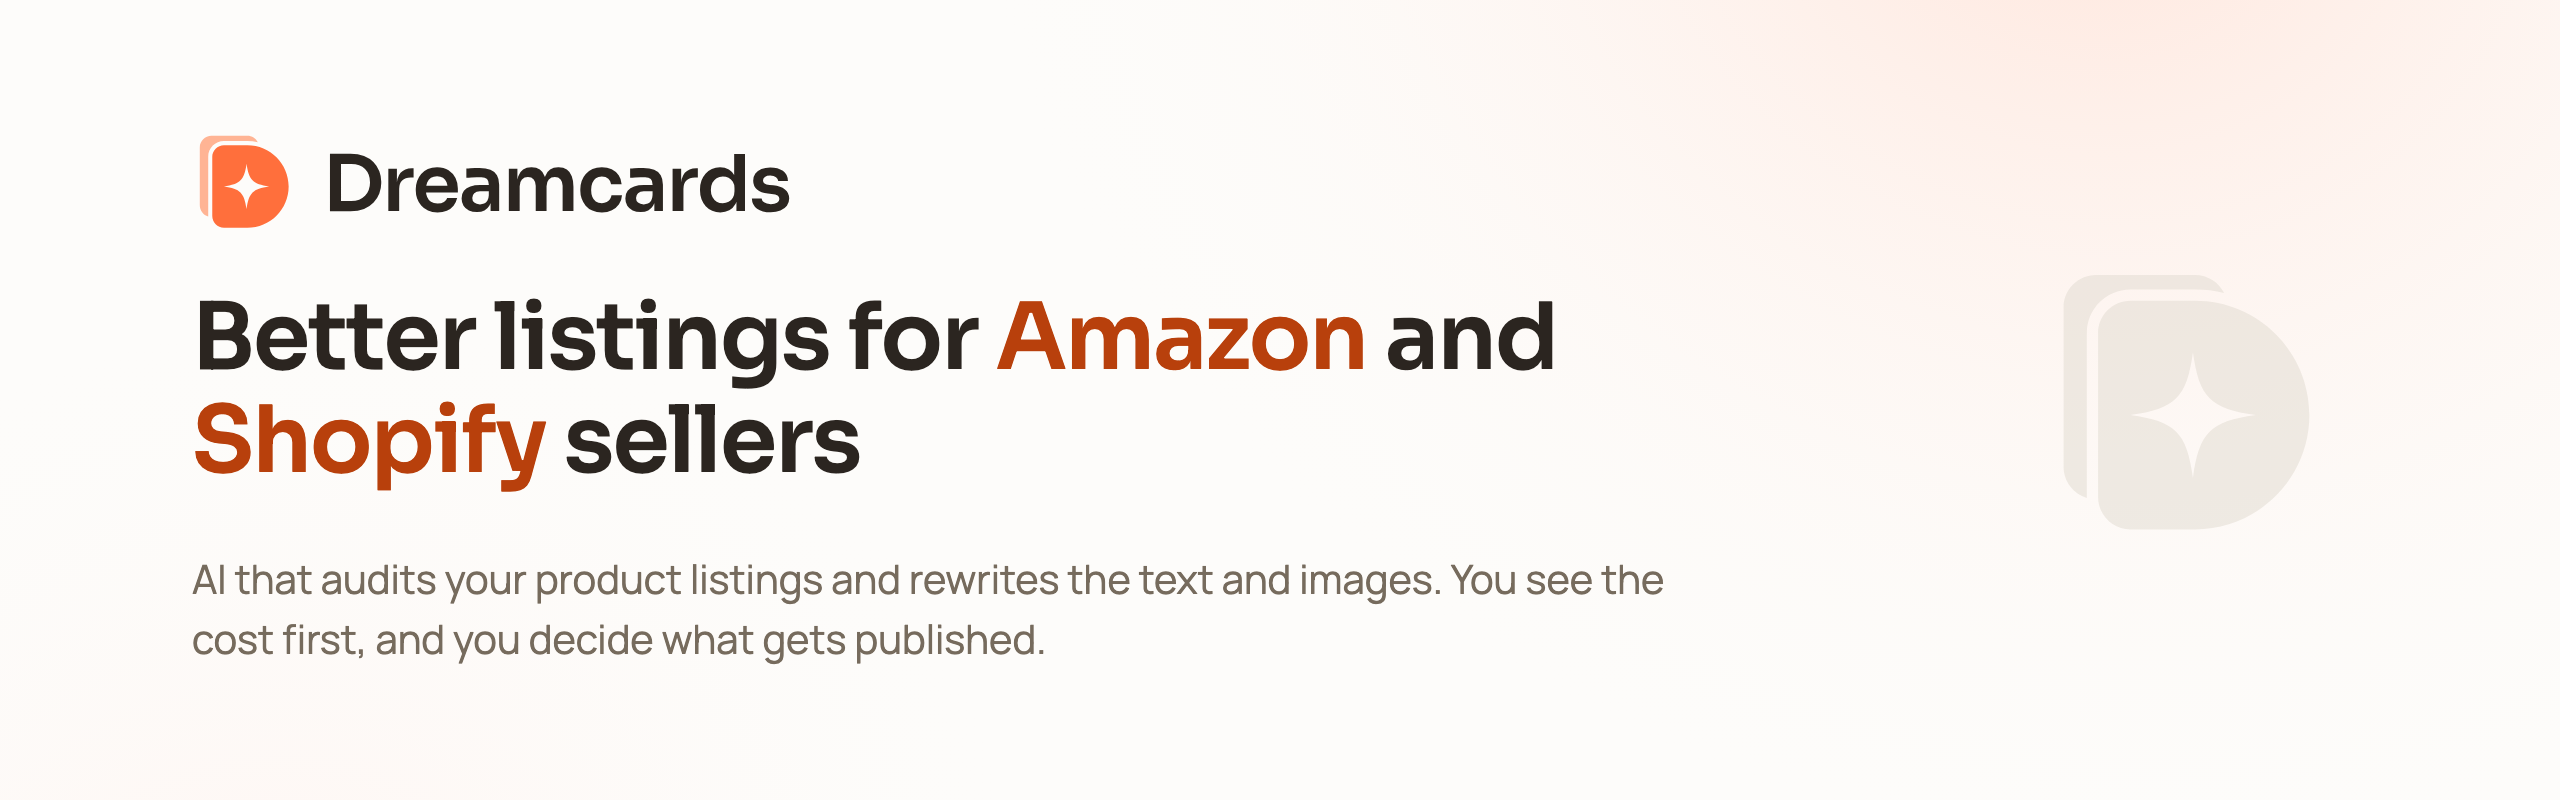 Dreamcards
Better listings for Amazon and
Shopify sellers
AI that audits your product listings and rewrites the text and images. You see the
cost first, and you decide what gets published.